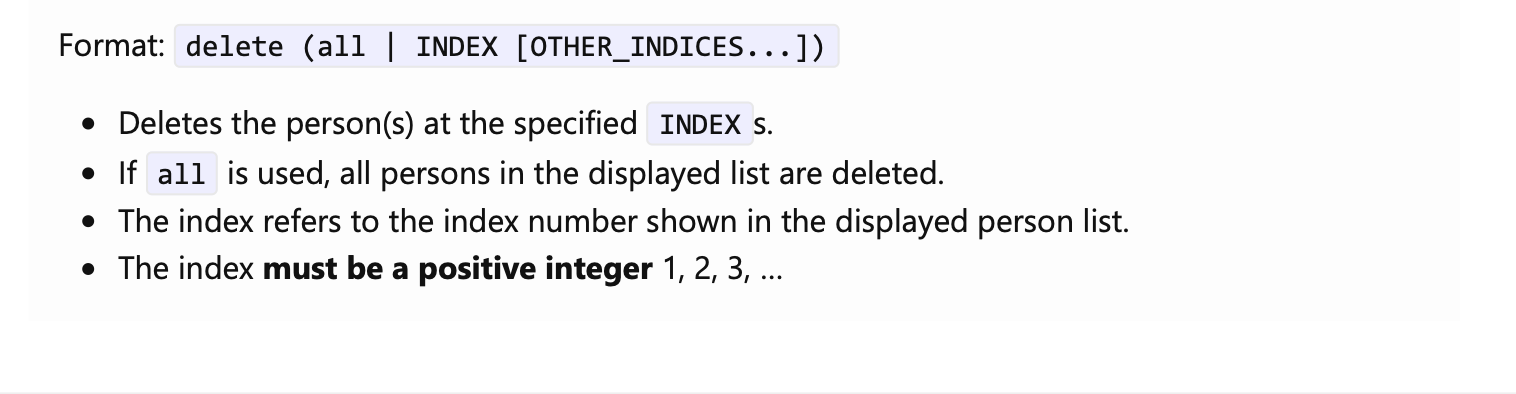 Format: delete (all | INDEX [OTHER_INDICES...])
• Deletes the person(s) at the specified INDEX s.
• If all is used, all persons in the displayed list are deleted.
• The index refers to the index number shown in the displayed person list.
• The index must be a positive integer 1, 2, 3, …